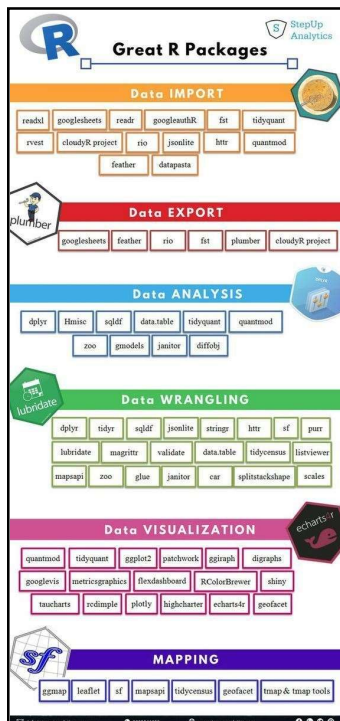 R
S
StepUp
Analytics
Great R Packages
Data IMPORT
readxl googlesheets readr googleauthR fst tidyquant
rvest cloudyR project rio jsonlite httr quantmod
feather datapasta
plumber
Data EXPORT
googlesheets feather rio fst plumber cloudyR project
Data ANALYSIS
dplyr Hmisc sqldf data.table tidyquant quantmod
zoo gmodels janitor diffobj
lubridate
Data WRANGLING
dplyr tidyr sqldf jsonlite stringr httr sf purr
lubridate magrittr validate data.table tidycensus listviewer
mapsapi zoo glue janitor car splitstackshape scales
echarts4r
Data VISUALIZATION
quantmod tidyquant ggplot2 patchwork ggiraph digraphs
googlevis metricsgraphics flexdashboard RColorBrewer shiny
taucharts rcdimple plotly highcharter echarts4r geofacet
sf
MAPPING
ggmap leaflet sf mapsapi tidycensus geofacet tmap & tmap tools